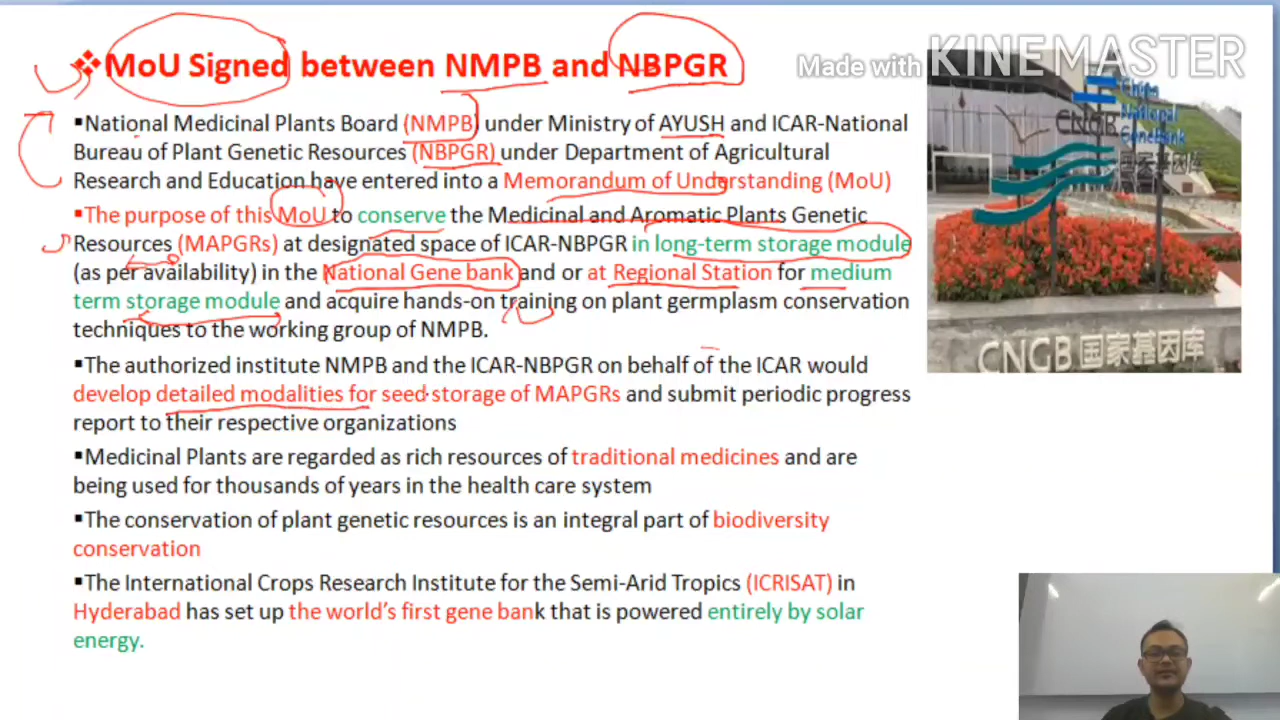 ❖MoU Signed between NMPB and NBPGR
Made with KINEMASTER
▪National Medicinal Plants Board (NMPB) under Ministry of AYUSH and ICAR-National
Bureau of Plant Genetic Resources (NBPGR) under Department of Agricultural
Research and Education have entered into a Memorandum of Understanding (MoU)
▪The purpose of this MoU to conserve the Medicinal and Aromatic Plants Genetic
Resources (MAPGRs) at designated space of ICAR-NBPGR in long-term storage module
(as per availability) in the National Gene bank and or at Regional Station for medium
term storage module and acquire hands-on training on plant germplasm conservation
techniques to the working group of NMPB.
▪The authorized institute NMPB and the ICAR-NBPGR on behalf of the ICAR would
develop detailed modalities for seed storage of MAPGRs and submit periodic progress
report to their respective organizations
▪Medicinal Plants are regarded as rich resources of traditional medicines and are
being used for thousands of years in the health care system
▪The conservation of plant genetic resources is an integral part of biodiversity
conservation
▪The International Crops Research Institute for the Semi-Arid Tropics (ICRISAT) in
Hyderabad has set up the world's first gene bank that is powered entirely by solar
energy.
China
National
Genebank
CNGB
国家基因库
CNGB 国家基因库